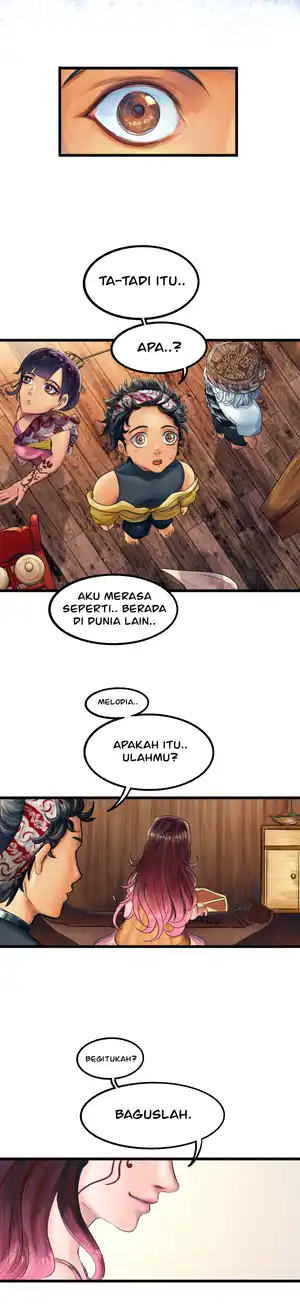 TA-TADI ITU..
APA..?
AKU MERASA
SEPERTI.. BERADA
DI DUNIA LAIN..
MELODIA..
APAKAH ITU..
ULAHMU?
BEGITUKAH?
BAGUSLAH.